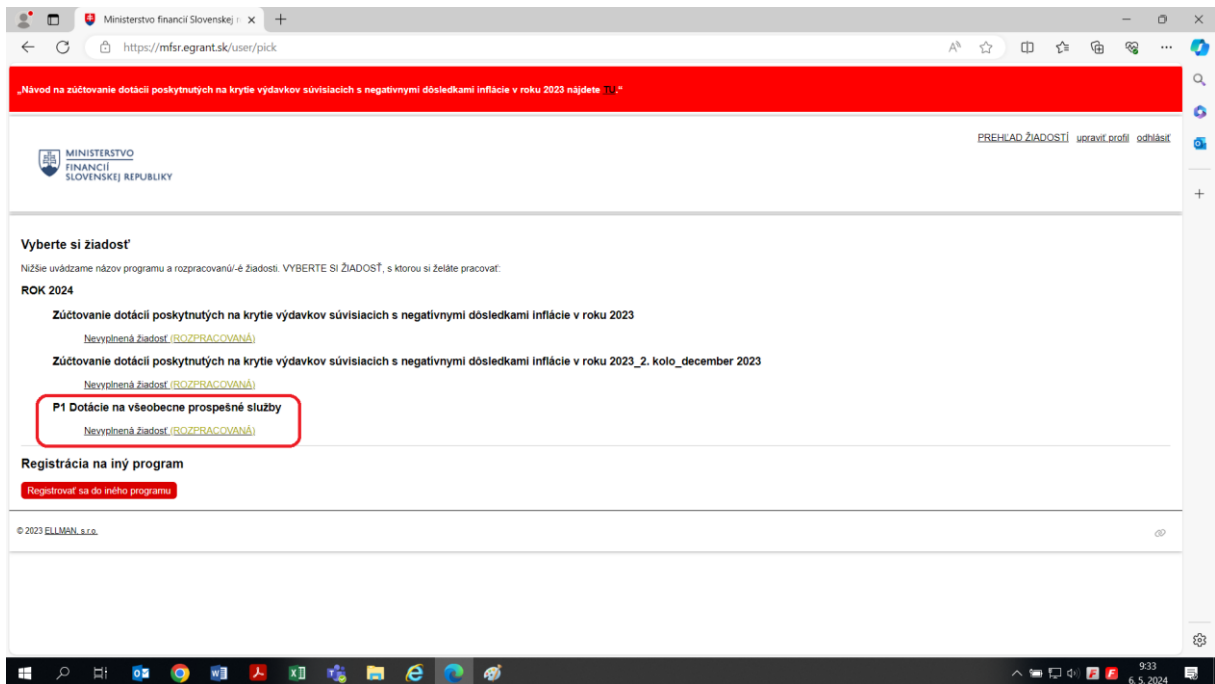 Ministerstvo financií Slovenskej r
https://mfsr.egrant.sk/user/pick
„Návod na zúčtovanie dotácií poskytnutých na krytie výdavkov súvisiacich s negatívnymi dôsledkami inflácie v roku 2023 nájdete TU.“
PREHĽAD ŽIADOSTÍ upraviť profil odhlásiť
MINISTERSTVO
FINANCIÍ
SLOVENSKEJ REPUBLIKY
Vyberte si žiadosť
Nižšie uvádzame názov programu a rozpracovanú/-é žiadosti. VYBERTE SI ŽIADOSŤ, s ktorou si želáte pracovať:
ROK 2024
Zúčtovanie dotácií poskytnutých na krytie výdavkov súvisiacich s negatívnymi dôsledkami inflácie v roku 2023
Nevyplnená žiadosť (ROZPRACOVANÁ)
Zúčtovanie dotácií poskytnutých na krytie výdavkov súvisiacich s negatívnymi dôsledkami inflácie v roku 2023_2. kolo_december 2023
Nevyplnená žiadosť (ROZPRACOVANÁ)
P1 Dotácie na všeobecne prospešné služby
Nevyplnená žiadosť (ROZPRACOVANÁ)
Registrácia na iný program
Registrovať sa do iného programu
© 2023 ELLMAN, s.r.o.
9:33
6. 5. 2024